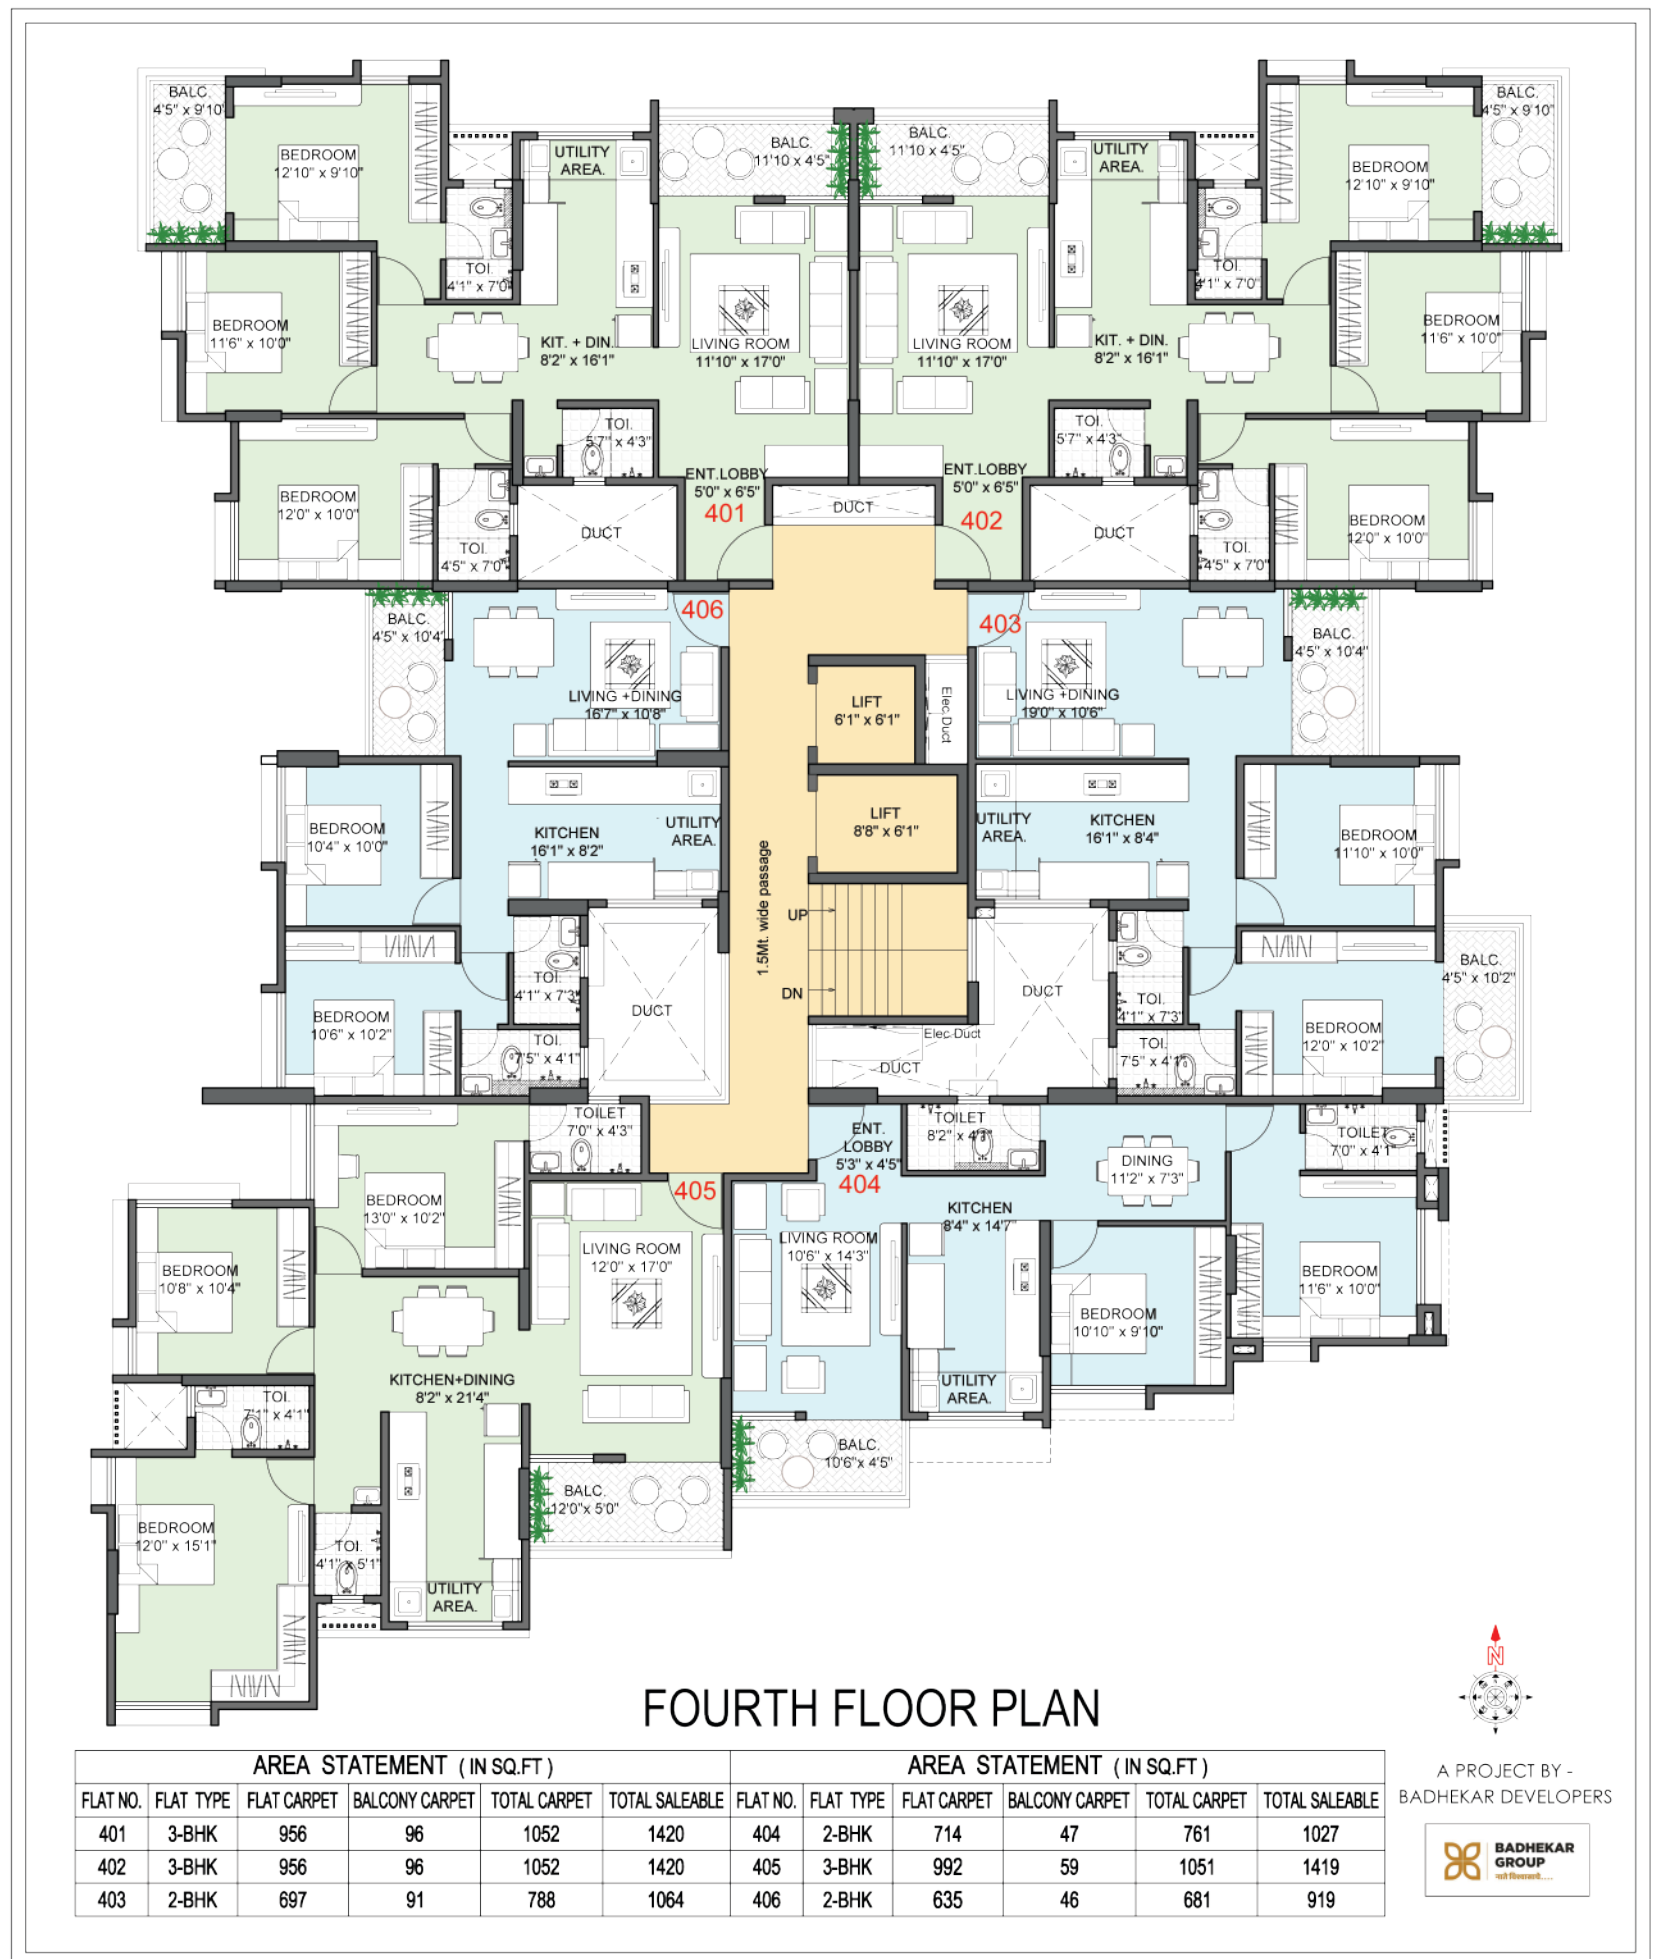 BALC.
4'5" x 9'10"
BEDROOM
12'10" x 9'10"
UTILITY
AREA.
BALC.
11'10 x 4'5"
BALC.
11'10 x 4'5"
UTILITY
AREA.
BEDROOM
12'10" x 9'10"
BALC.
4'5" x 9'10"
TOI.
4'1" x 7'0"
TOI.
4'1" x 7'0"
BEDROOM
11'6" x 10'0"
KIT. + DIN.
8'2" x 16'1"
LIVING ROOM
11'10" x 17'0"
LIVING ROOM
11'10" x 17'0"
KIT. + DIN.
8'2" x 16'1"
BEDROOM
11'6" x 10'0"
TOI.
5'7" x 4'3"
TOI.
5'7" x 4'3"
BEDROOM
12'0" x 10'0"
TOI.
4'5" x 7'0"
DUCT
ENT.LOBBY
5'0" x 6'5"
401
DUCT
ENT.LOBBY
5'0" x 6'5"
402
DUCT
TOI.
4'5" x 7'0"
BEDROOM
12'0" x 10'0"
BALC.
4'5" x 10'4"
406
403
BALC.
4'5" x 10'4"
LIVING +DINING
16'7" x 10'8"
LIFT
6'1" x 6'1"
Elec.Duct
LIVING +DINING
19'0" x 10'6"
BEDROOM
10'4" x 10'0"
KITCHEN
16'1" x 8'2"
UTILITY
AREA.
LIFT
8'8" x 6'1"
UTILITY
AREA.
KITCHEN
16'1" x 8'4"
BEDROOM
11'10" x 10'0"
1.5Mt. wide passage
UP
DN
BEDROOM
10'6" x 10'2"
TOI.
4'1" x 7'3"
TOI.
7'5" x 4'1"
DUCT
Elec.Duct
DUCT
DUCT
TOI.
4'1" x 7'3"
TOI.
7'5" x 4'1"
BEDROOM
12'0" x 10'2"
BALC.
4'5" x 10'2"
TOILET
7'0" x 4'3"
ENT.
LOBBY
5'3" x 4'5"
404
TOILET
8'2" x 4'1"
DINING
11'2" x 7'3"
TOILET
7'0" x 4'1"
BEDROOM
13'0" x 10'2"
405
KITCHEN
8'4" x 14'7"
BEDROOM
10'8" x 10'4"
LIVING ROOM
12'0" x 17'0"
LIVING ROOM
10'6" x 14'3"
BEDROOM
10'10" x 9'10"
BEDROOM
11'6" x 10'0"
KITCHEN+DINING
8'2" x 21'4"
UTILITY
AREA.
TOI.
7'1" x 4'1"
BALC.
10'6"x 4'5"
BALC.
12'0"x 5'0"
BEDROOM
12'0" x 15'1"
TOI.
4'1" x 5'1"
UTILITY
AREA.
N
FOURTH FLOOR PLAN
AREA STATEMENT ( IN SQ.FT ) AREA STATEMENT ( IN SQ.FT )
FLAT NO. FLAT TYPE FLAT CARPET BALCONY CARPET TOTAL CARPET TOTAL SALEABLE FLAT NO. FLAT TYPE FLAT CARPET BALCONY CARPET TOTAL CARPET TOTAL SALEABLE
401 3-BHK 956 96 1052 1420 404 2-BHK 714 47 761 1027
402 3-BHK 956 96 1052 1420 405 3-BHK 992 59 1051 1419
403 2-BHK 697 91 788 1064 406 2-BHK 635 46 681 919
A PROJECT BY -
BADHEKAR DEVELOPERS
BADHEKAR
GROUP